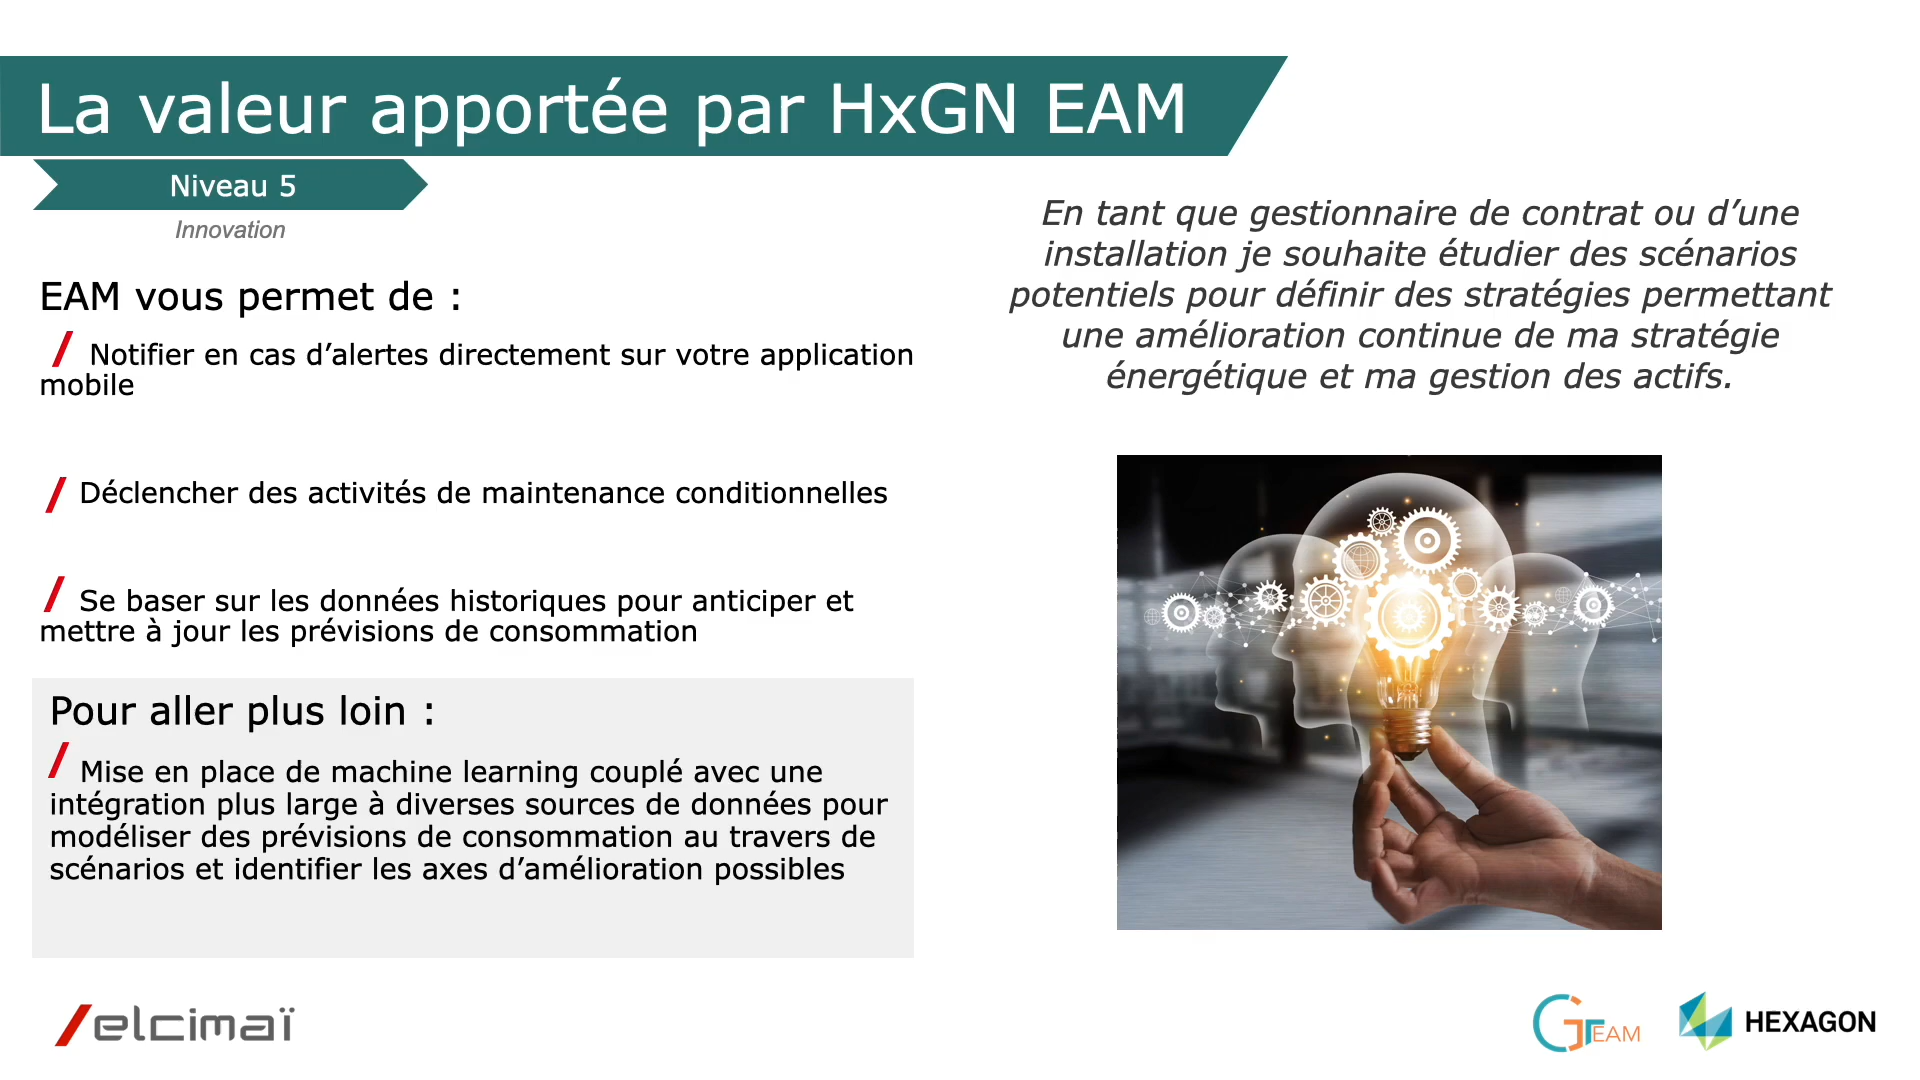 La valeur apportée par HxGN EAM
Niveau 5
Innovation
EAM vous permet de :
/ Notifier en cas d’alertes directement sur votre application
mobile
/ Déclencher des activités de maintenance conditionnelles
/ Se baser sur les données historiques pour anticiper et
mettre à jour les prévisions de consommation
Pour aller plus loin :
/ Mise en place de machine learning couplé avec une
intégration plus large à diverses sources de données pour
modéliser des prévisions de consommation au travers de
scénarios et identifier les axes d’amélioration possibles
En tant que gestionnaire de contrat ou d’une
installation je souhaite étudier des scénarios
potentiels pour définir des stratégies permettant
une amélioration continue de ma stratégie
énergétique et ma gestion des actifs.
/elcimaï
GTEAM
HEXAGON